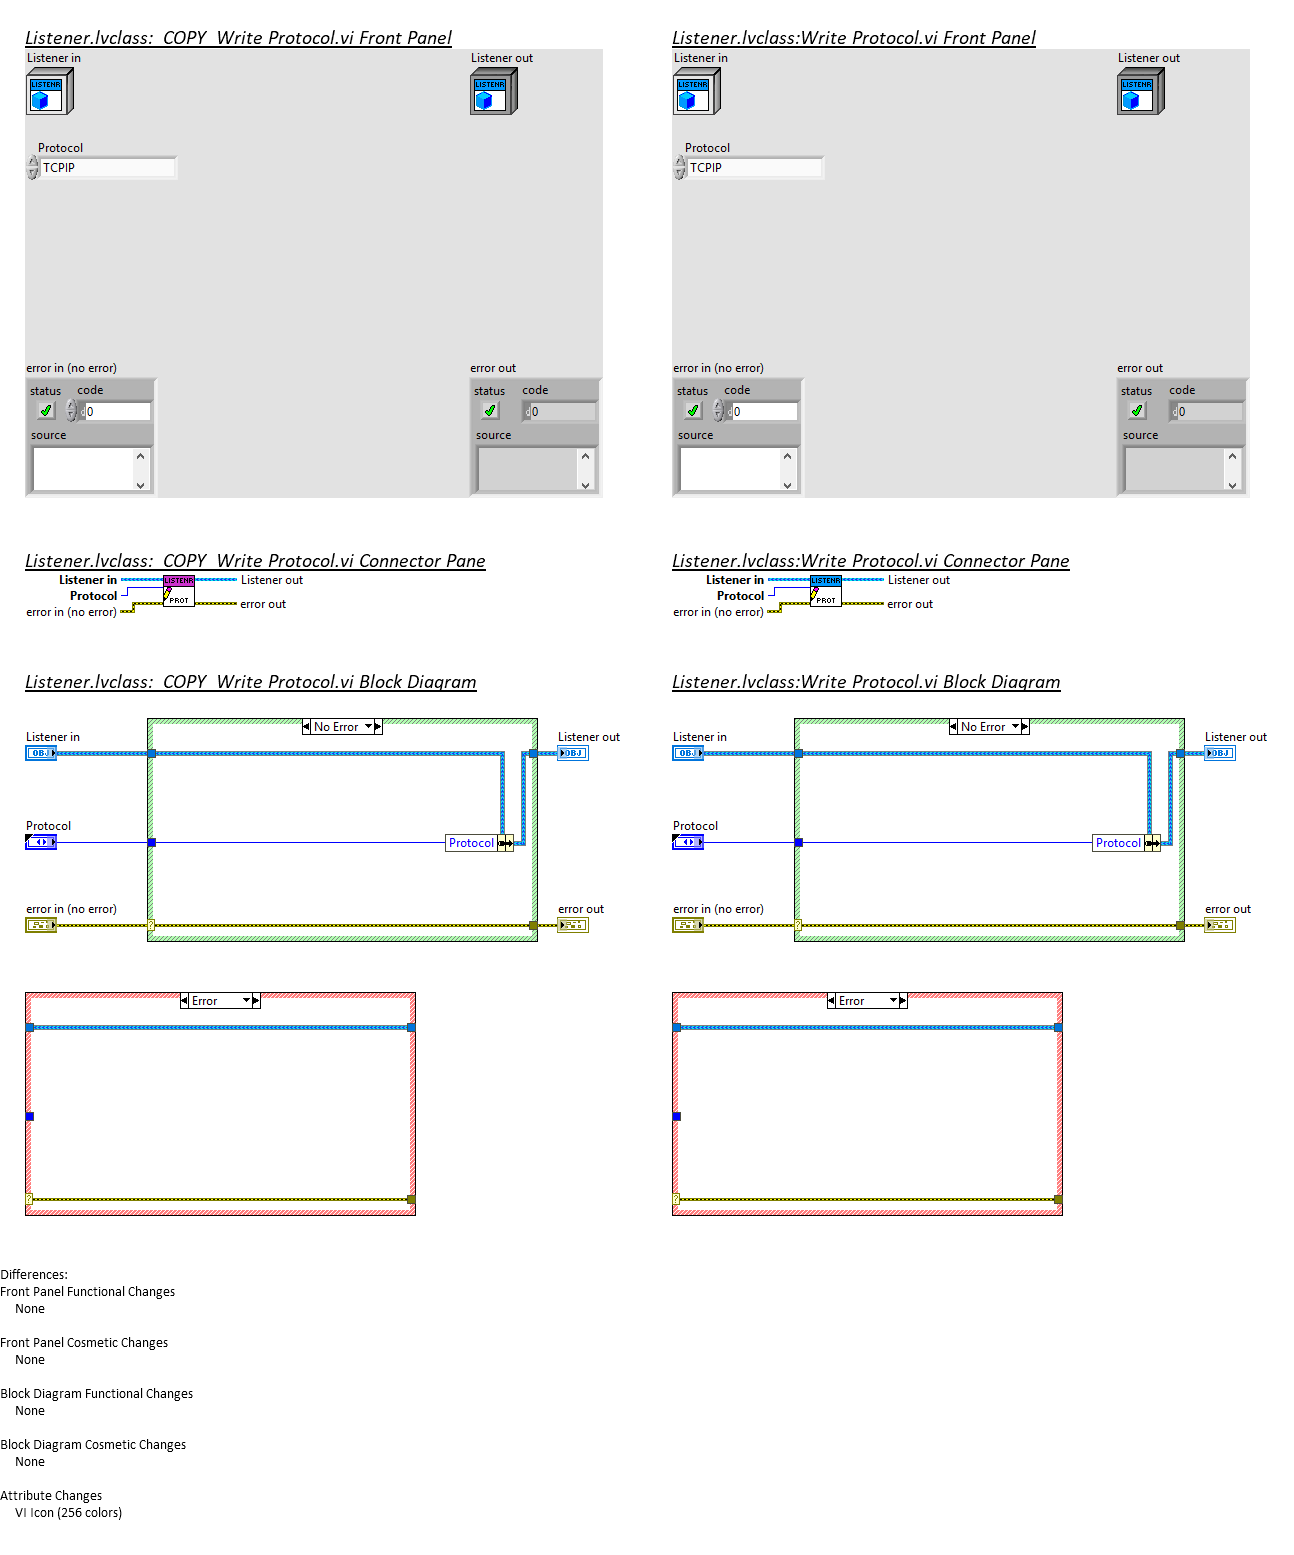 Listener.lvclass:  COPY  Write Protocol.vi Front Panel
Listener in
LISTENR
Listener out
LISTENR
Protocol
TCPIP
error in (no error)
status code
d0
source
error out
status code
d0
source
Listener.lvclass:Write Protocol.vi Front Panel
Listener in
LISTENR
Listener out
LISTENR
Protocol
TCPIP
error in (no error)
status code
d0
source
error out
status code
d0
source
Listener.lvclass:  COPY  Write Protocol.vi Connector Pane
Listener in
Protocol
error in (no error)
LISTENR
PROT
Listener out
error out
Listener.lvclass:Write Protocol.vi Connector Pane
Listener in
Protocol
error in (no error)
LISTENR
PROT
Listener out
error out
Listener.lvclass:  COPY  Write Protocol.vi Block Diagram
No Error
Listener in
OBJ
Listener out
OBJ
Protocol
Protocol
error in (no error)
?
error out
Error
?
Listener.lvclass:Write Protocol.vi Block Diagram
No Error
Listener in
OBJ
Listener out
OBJ
Protocol
Protocol
error in (no error)
?
error out
Error
?
Differences:
Front Panel Functional Changes
None
Front Panel Cosmetic Changes
None
Block Diagram Functional Changes
None
Block Diagram Cosmetic Changes
None
Attribute Changes
VI Icon (256 colors)